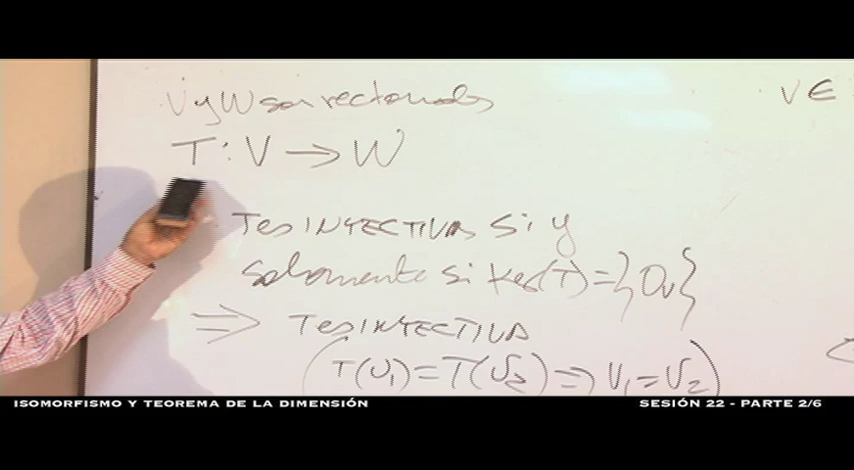 V y W son vectoriales
T: V → W
T es INYECTIVA si y
solamente si Ker(T) = {0v}
⇒ T es INYECTIVA
(T(v₁) = T(v₂) ⇒ v₁ = v₂)
v ∈
ISOMORFISMO Y TEOREMA DE LA DIMENSIÓN
SESIÓN 22 - PARTE 2/6